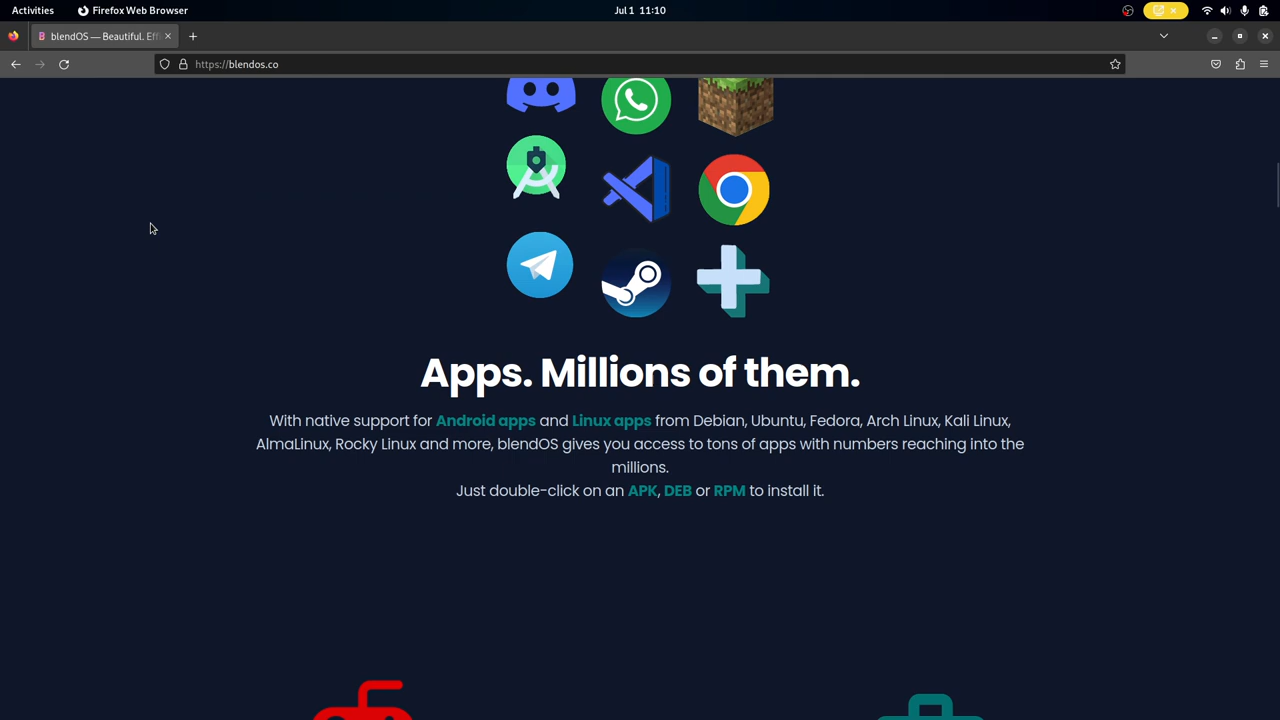 Activities Firefox Web Browser Jul 1 11:10
blendOS — Beautiful. Effi
https://blendos.co
Apps. Millions of them.
With native support for Android apps and Linux apps from Debian, Ubuntu, Fedora, Arch Linux, Kali Linux,
AlmaLinux, Rocky Linux and more, blendOS gives you access to tons of apps with numbers reaching into the
millions.
Just double-click on an APK, DEB or RPM to install it.